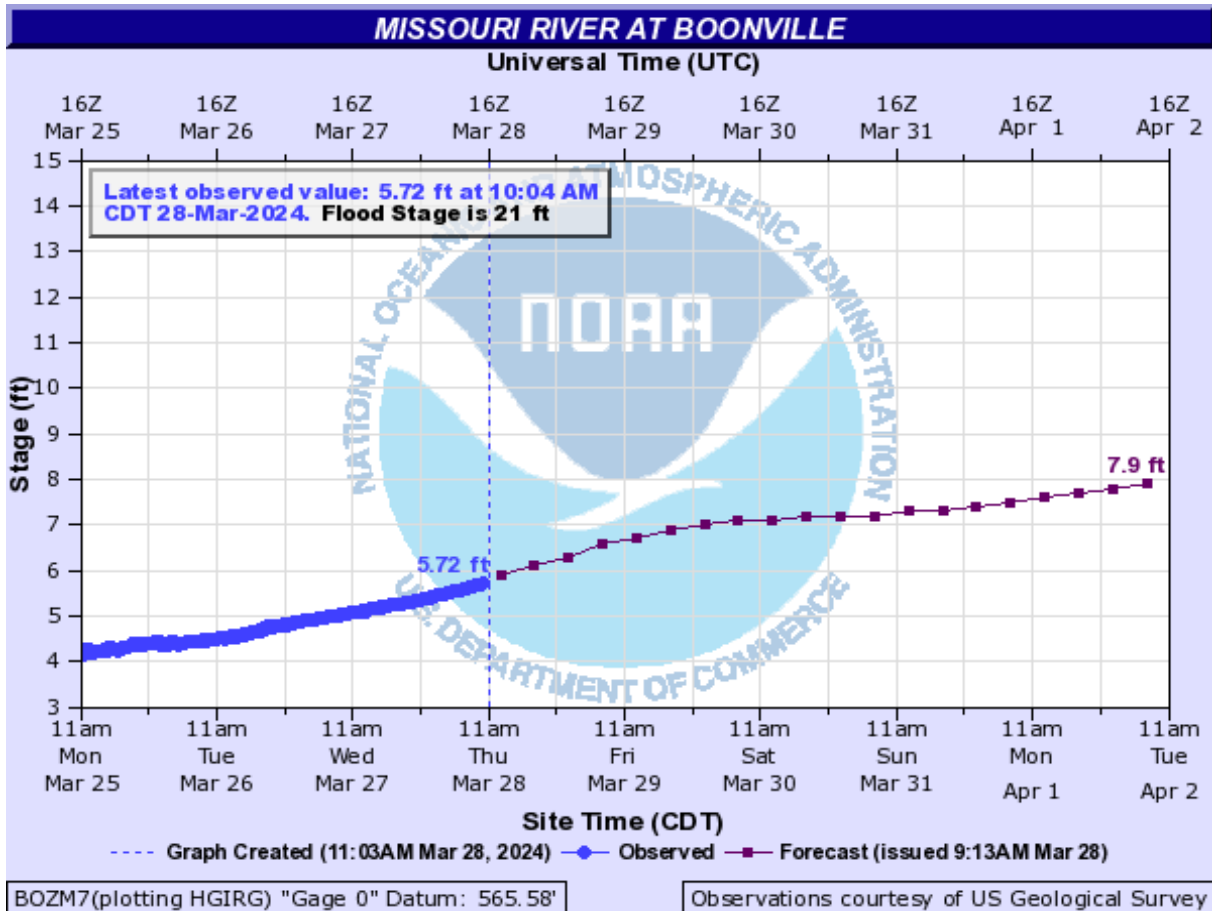 MISSOURI RIVER AT BOONVILLE
Universal Time (UTC)
16Z 16Z 16Z 16Z 16Z 16Z 16Z 16Z 16Z
Mar 25 Mar 26 Mar 27 Mar 28 Mar 29 Mar 30 Mar 31 Apr 1 Apr 2
Latest observed value: 5.72 ft at 10:04 AM
CDT 28-Mar-2024. Flood Stage is 21 ft
NATIONAL OCEANIC AND ATMOSPHERIC ADMINISTRATION
NOAA
U.S. DEPARTMENT OF COMMERCE
Stage (ft)
15
14
13
12
11
10
9
8
7
6
5
4
3
7.9 ft
5.72 ft
11am 11am 11am 11am 11am 11am 11am 11am 11am
Mon Tue Wed Thu Fri Sat Sun Mon Tue
Mar 25 Mar 26 Mar 27 Mar 28 Mar 29 Mar 30 Mar 31 Apr 1 Apr 2
Site Time (CDT)
Graph Created (11:03AM Mar 28, 2024) Observed Forecast (issued 9:13AM Mar 28)
BOZM7(plotting HGIRG) "Gage 0" Datum: 565.58' Observations courtesy of US Geological Survey